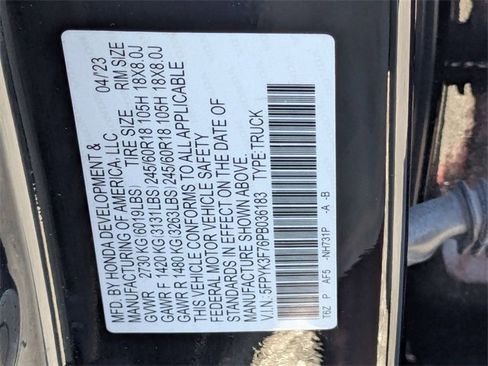 MFD. BY HONDA DEVELOPMENT & 04/23
MANUFACTURING OF AMERICA, LLC
TIRE SIZE RIM SIZE
GVWR 2730 KG(6019LBS)
GAWR F 1420 KG(3131LBS) 245/60R18 105H 18X8.0J
GAWR R 1480 KG(3263LBS) 245/60R18 105H 18X8.0J
THIS VEHICLE CONFORMS TO ALL APPLICABLE
FEDERAL MOTOR VEHICLE SAFETY
STANDARDS IN EFFECT ON THE DATE OF
MANUFACTURE SHOWN ABOVE.
V.I.N.: 5FPYK3F76PB036183 TYPE: TRUCK
T6Z P AF5 -NH731P -A -B